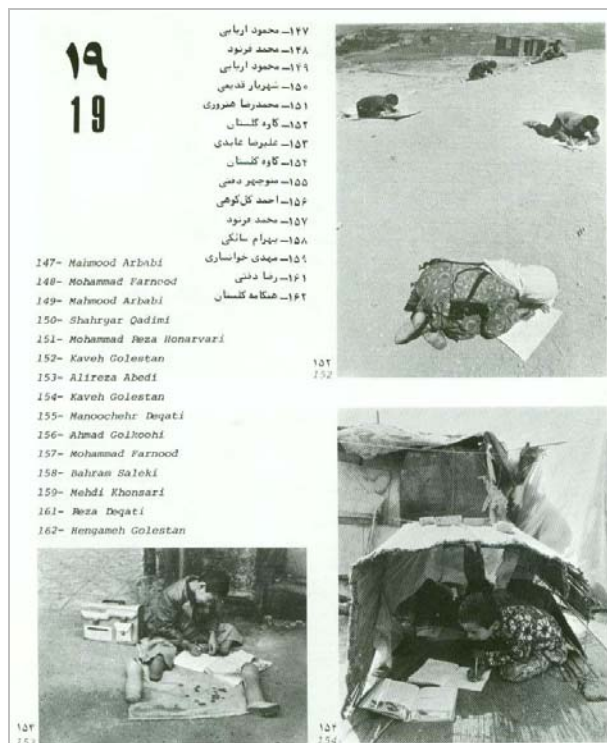 ۱۹
19
۱۴۷ــ محمود اربابی
۱۴۸ــ محمد فرنود
۱۴۹ــ محمود اربابی
۱۵۰ــ شهریار قدیمی
۱۵۱ــ محمدرضا هنروری
۱۵۲ــ کاوه گلستان
۱۵۳ــ علیرضا عابدی
۱۵۴ــ کاوه گلستان
۱۵۵ــ منوچهر دقتی
۱۵۶ــ احمد گل‌کوهی
۱۵۷ــ محمد فرنود
۱۵۸ــ بهرام سالکی
۱۵۹ــ مهدی خوانساری
۱۶۱ــ رضا دقتی
۱۶۲ــ هنگامه گلستان
147- Mahmood Arbabi
148- Mohammad Farnood
149- Mahmood Arbabi
150- Shahryar Qadimi
151- Mohammad Reza Honarvari
152- Kaveh Golestan
153- Alireza Abedi
154- Kaveh Golestan
155- Manoochehr Deqati
156- Ahmad Golkoohi
157- Mohammad Farnood
158- Bahram Saleki
159- Mehdi Khonsari
161- Reza Deqati
162- Hengameh Golestan
۱۵۲
152
۱۵۳
153
۱۵۴
154